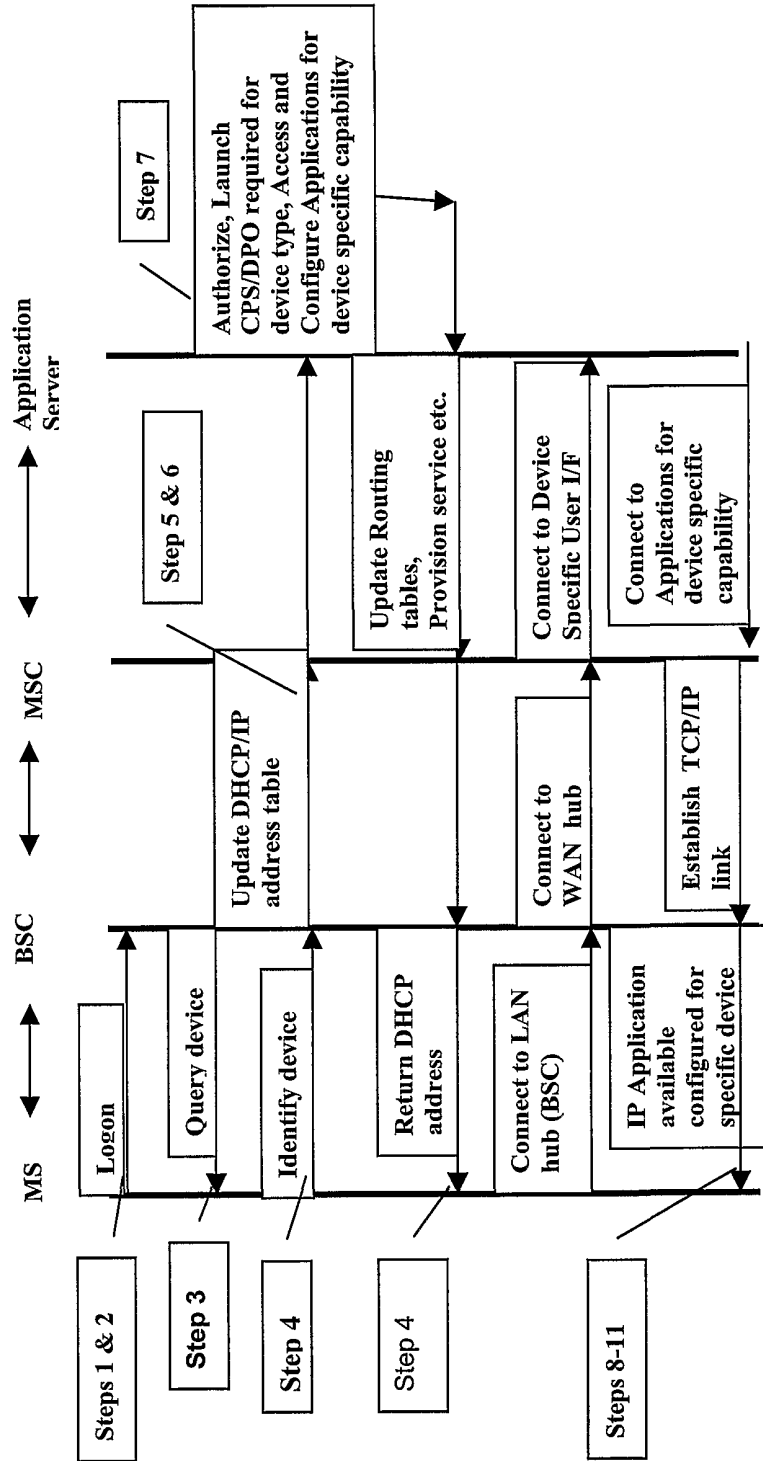 MS
BSC
MSC
Application
Server
Steps 1 & 2
Logon
Step 3
Query device
Step 4
Identify device
Update DHCP/IP
address table
Step 5 & 6
Step 7
Authorize, Launch
CPS/DPO required for
device type, Access and
Configure Applications for
device specific capability
Step 4
Return DHCP
address
Update Routing
tables,
Provision service etc.
Connect to LAN
hub (BSC)
Connect to
WAN hub
Connect to Device
Specific User I/F
Steps 8-11
IP Application
available
configured for
specific device
Establish TCP/IP
link
Connect to
Applications for
device specific
capability